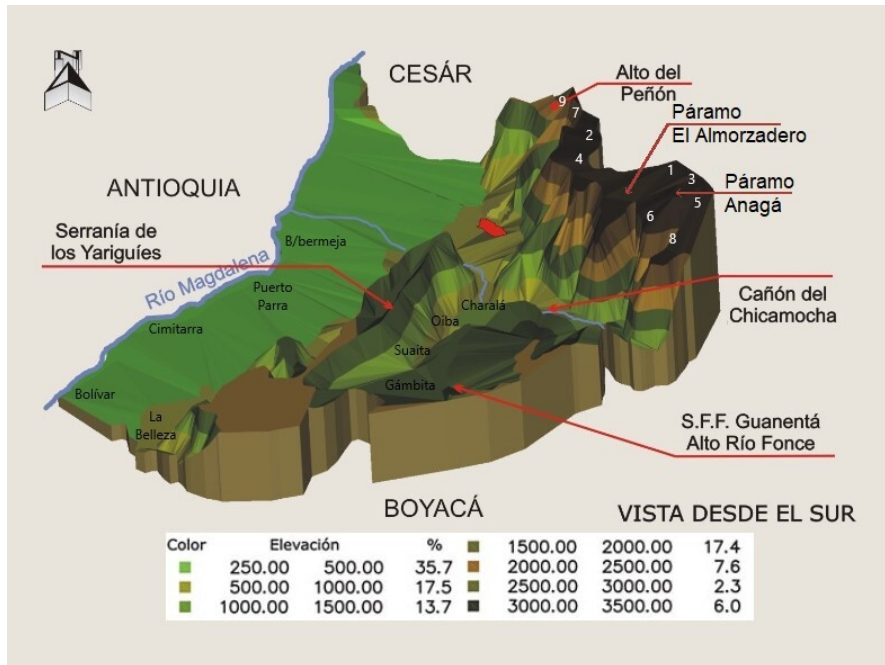 N
CESÁR
Alto del
Peñón
Páramo
El Almorzadero
Páramo
Anagá
ANTIOQUIA
Serranía de
los Yariguíes
Río Magdalena
B/bermeja
Puerto
Parra
Cimitarra
Bolívar
La
Belleza
Charalá
Oiba
Suaita
Gámbita
9
7
2
4
1
3
5
6
8
Cañón del
Chicamocha
S.F.F. Guanentá
Alto Río Fonce
BOYACÁ
VISTA DESDE EL SUR
Color Elevación %
250.00 500.00 35.7
500.00 1000.00 17.5
1000.00 1500.00 13.7
1500.00 2000.00 17.4
2000.00 2500.00 7.6
2500.00 3000.00 2.3
3000.00 3500.00 6.0